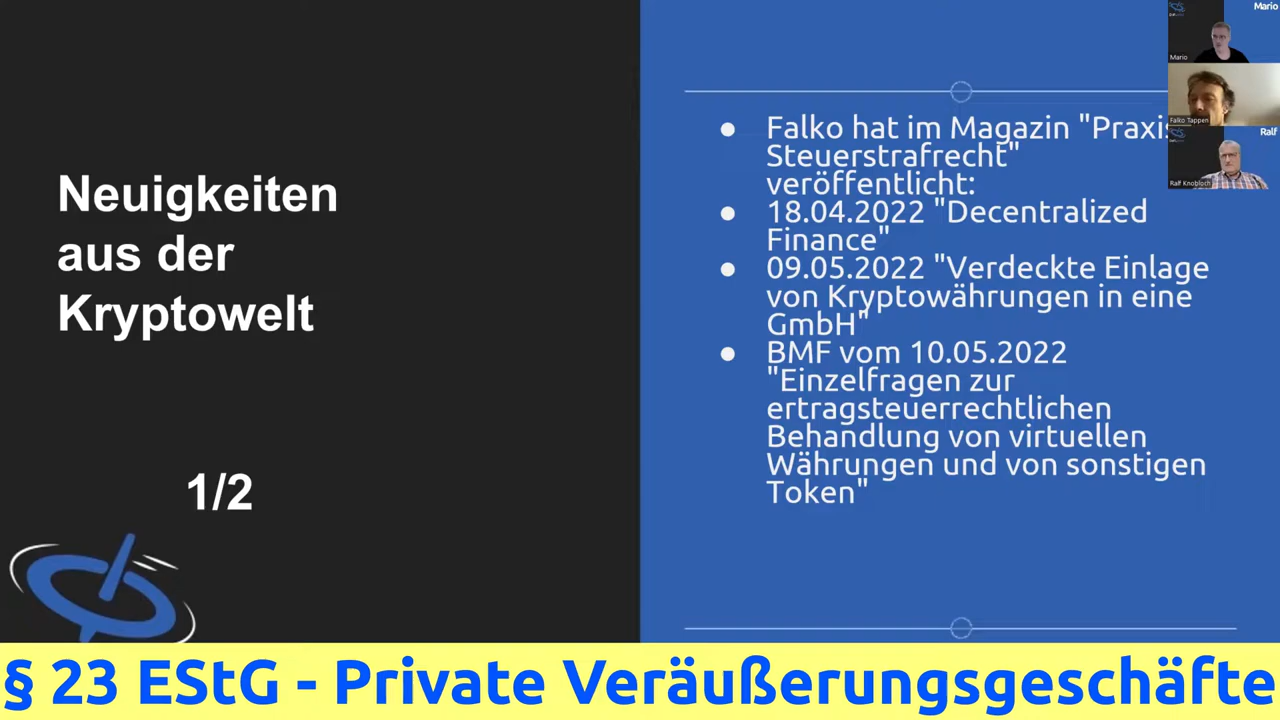 Neuigkeiten
aus der
Kryptowelt
1/2
● Falko hat im Magazin "Praxis
Steuerstrafrecht"
veröffentlicht:
● 18.04.2022 "Decentralized
Finance"
● 09.05.2022 "Verdeckte Einlage
von Kryptowährungen in eine
GmbH"
● BMF vom 10.05.2022
"Einzelfragen zur
ertragsteuerrechtlichen
Behandlung von virtuellen
Währungen und von sonstigen
Token"
Mario
Mario
Falko Tappen
Ralf
Ralf Knobloch
§ 23 EStG - Private Veräußerungsgeschäfte